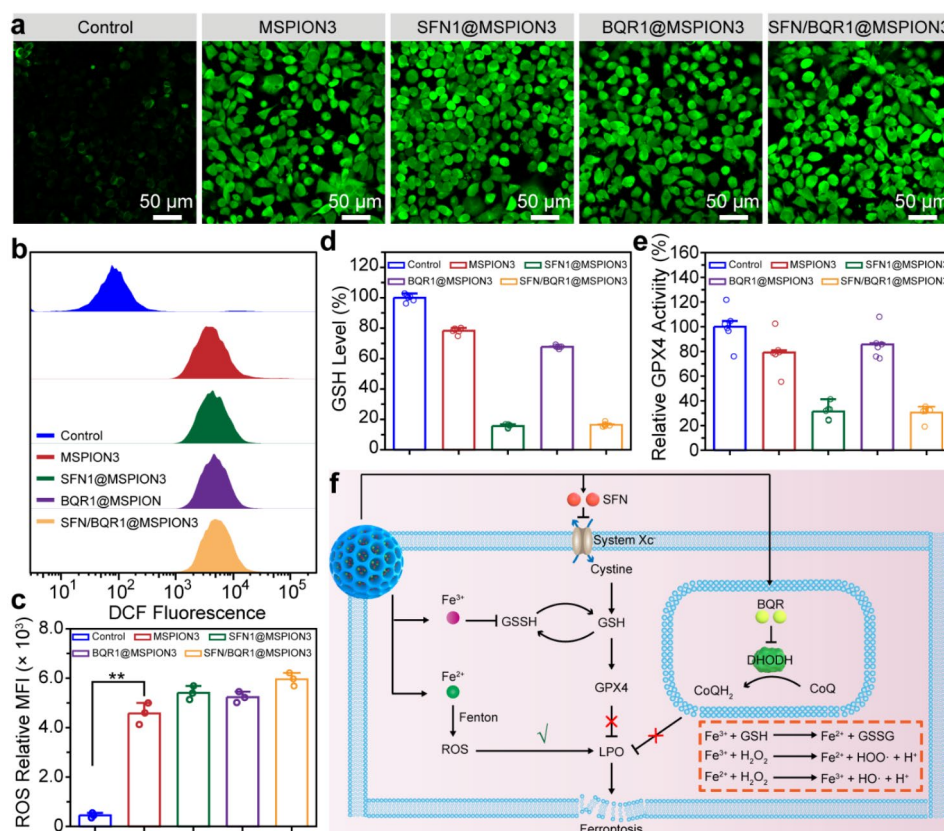 a
Control
MSPION3
SFN1@MSPION3
BQR1@MSPION3
SFN/BQR1@MSPION3
50 μm
50 μm
50 μm
50 μm
50 μm
b
Control
MSPION3
SFN1@MSPION3
BQR1@MSPION
SFN/BQR1@MSPION3
10¹ 10² 10³ 10⁴ 10⁵
DCF Fluorescence
c
ROS Relative MFI (× 10³)
Control MSPION3 SFN1@MSPION3
BQR1@MSPION3 SFN/BQR1@MSPION3
**
6.0
4.0
2.0
0
d
GSH Level (%)
Control MSPION3 SFN1@MSPION3
BQR1@MSPION3 SFN/BQR1@MSPION3
120
100
80
60
40
20
0
e
Relative GPX4 Activiity (%)
Control MSPION3 SFN1@MSPION3
BQR1@MSPION3 SFN/BQR1@MSPION3
160
140
120
100
80
60
40
20
0
f
SFN
System Xc⁻
Cystine
Fe³⁺
GSSH
GSH
Fe²⁺
GPX4
Fenton
ROS
LPO
Ferroptosis
BQR
DHODH
CoQH₂
CoQ
Fe³⁺ + GSH Fe²⁺ + GSSG
Fe³⁺ + H₂O₂ Fe²⁺ + HOO· + H⁺
Fe²⁺ + H₂O₂ Fe³⁺ + HO· + H⁺